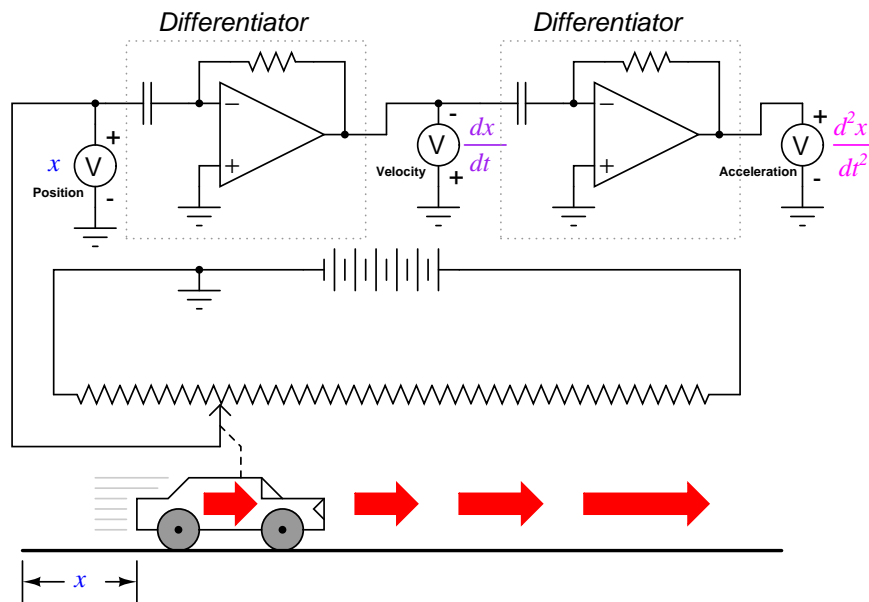 Differentiator
Differentiator
+
x
V
Position
-
−
+
-
V
dx
dt
Velocity
+
−
+
+
V
d²x
dt²
Acceleration
-
x